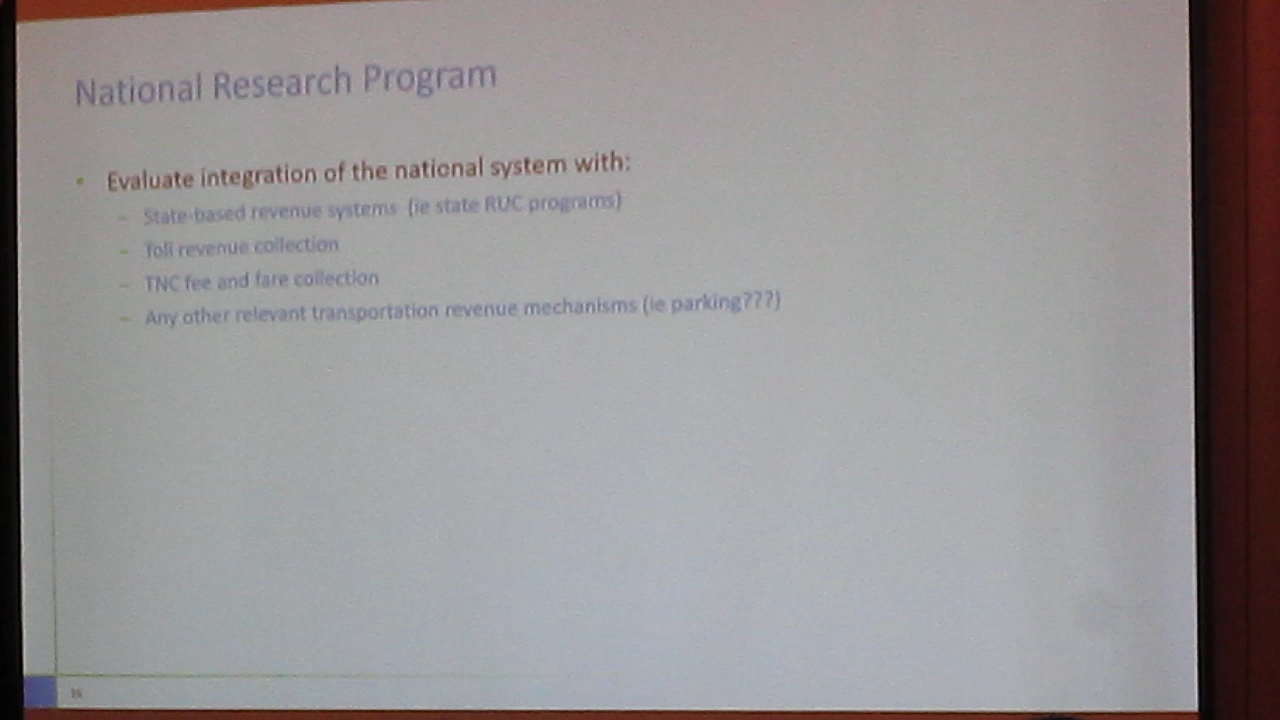 National Research Program
• Evaluate integration of the national system with:
– State-based revenue systems (ie state RUC programs)
– Toll revenue collection
– TNC fee and fare collection
– Any other relevant transportation revenue mechanisms (ie parking???)